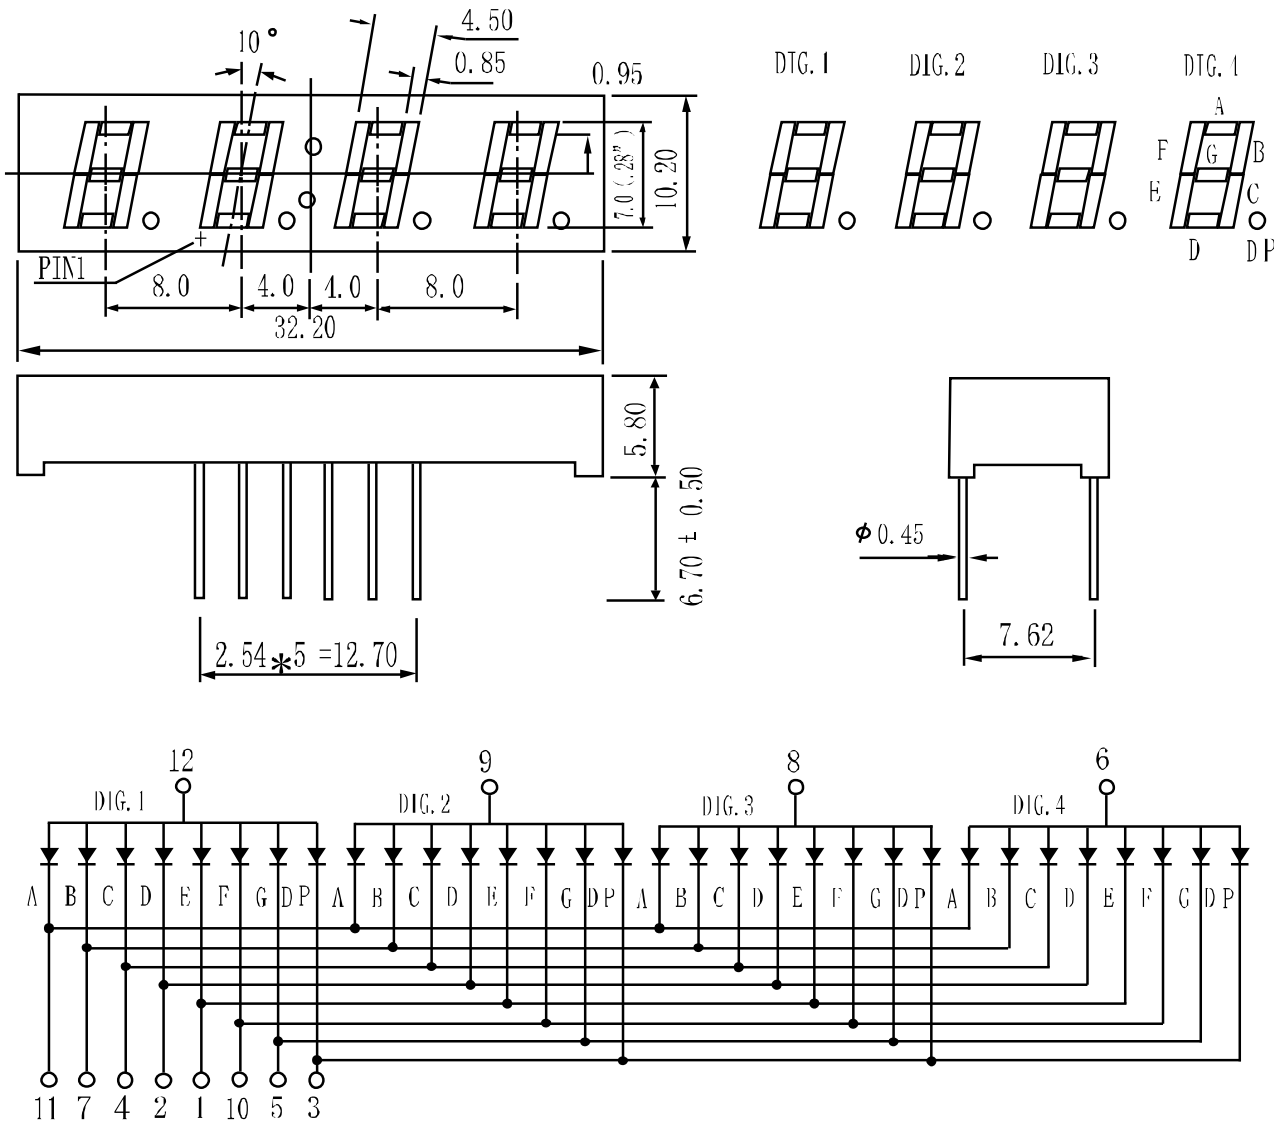 10°
4.50
0.85
0.95
7.0 (.28")
10.20
PIN1
8.0 4.0 4.0 8.0
32.20
DIG.1 DIG.2 DIG.3 DIG.4
A
F G B
E C
D DP
5.80
6.70 ± 0.50
2.54*5 =12.70
ϕ0.45
7.62
12 9 8 6
DIG.1 DIG.2 DIG.3 DIG.4
A B C D E F G DP A B C D E F G DP A B C D E F G DP A B C D E F G DP
11 7 4 2 1 10 5 3